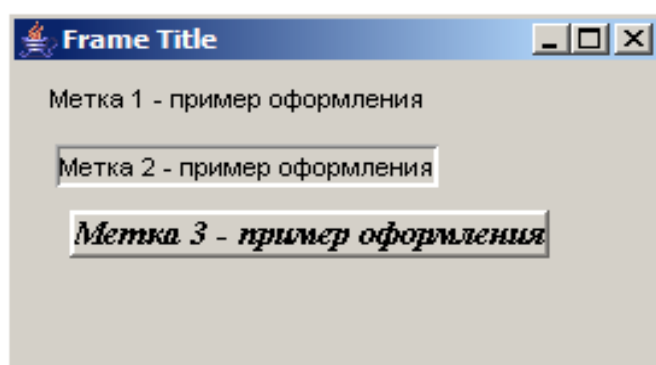 Frame Title
Метка 1 - пример оформления
Метка 2 - пример оформления
Метка 3 - пример оформления